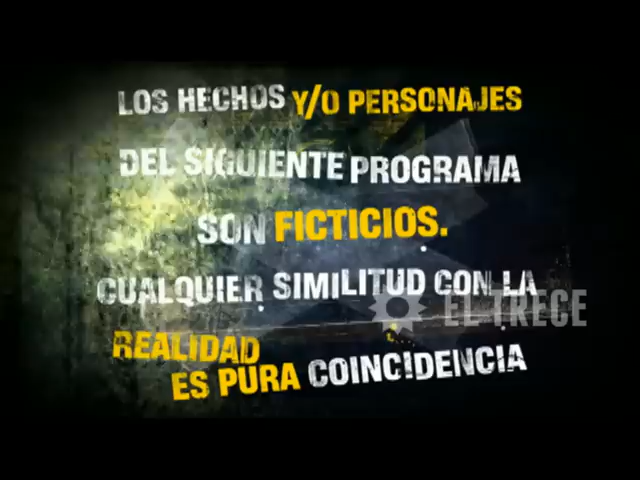 LOS HECHOS Y/O PERSONAJES
DEL SIGUIENTE PROGRAMA
SON FICTICIOS.
CUALQUIER SIMILITUD CON LA
EL TRECE
REALIDAD
ES PURA COINCIDENCIA